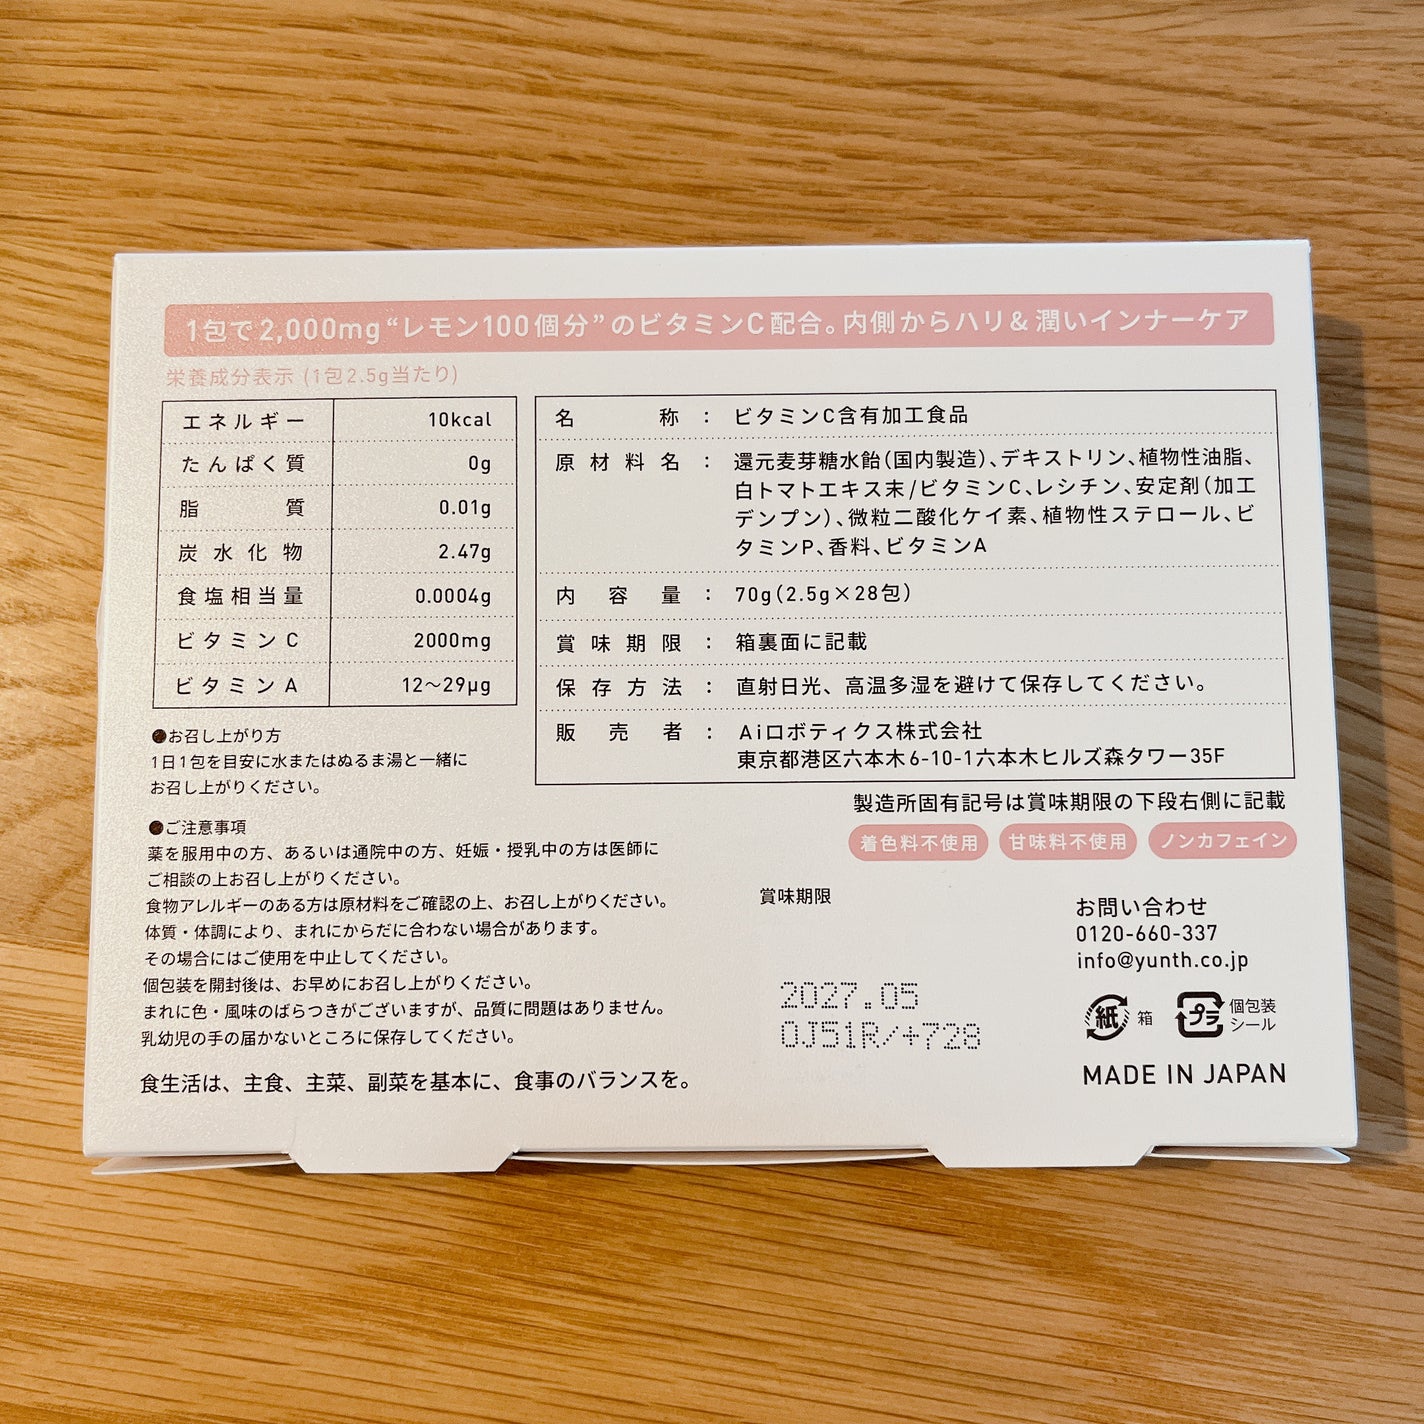 1包で2,000mg“レモン100個分”のビタミンC配合。内側からハリ&潤いインナーケア
栄養成分表示 (1包2.5g当たり)
エネルギー 10kcal
たんぱく質 0g
脂質 0.01g
炭水化物 2.47g
食塩相当量 0.0004g
ビタミンC 2000mg
ビタミンA 12〜29μg
●お召し上がり方
1日1包を目安に水またはぬるま湯と一緒に
お召し上がりください。
●ご注意事項
薬を服用中の方、あるいは通院中の方、妊娠・授乳中の方は医師に
ご相談の上お召し上がりください。
食物アレルギーのある方は原材料をご確認の上、お召し上がりください。
体質・体調により、まれにからだに合わない場合があります。
その場合にはご使用を中止してください。
個包装を開封後は、お早めにお召し上がりください。
まれに色・風味のばらつきがございますが、品質に問題はありません。
乳幼児の手の届かないところに保存してください。
食生活は、主食、主菜、副菜を基本に、食事のバランスを。
名称 : ビタミンC含有加工食品
原材料名 : 還元麦芽糖水飴(国内製造)、デキストリン、植物性油脂、
白トマトエキス末/ビタミンC、レシチン、安定剤(加工
デンプン)、微粒二酸化ケイ素、植物性ステロール、ビ
タミンP、香料、ビタミンA
内容量 : 70g(2.5g×28包)
賞味期限 : 箱裏面に記載
保存方法 : 直射日光、高温多湿を避けて保存してください。
販売者 : Aiロボティクス株式会社
東京都港区六本木6-10-1六本木ヒルズ森タワー35F
製造所固有記号は賞味期限の下段右側に記載
着色料不使用 甘味料不使用 ノンカフェイン
賞味期限
2027.05
OJ51R/+728
お問い合わせ
0120-660-337
info@yunth.co.jp
紙 箱 プラ 個包装
シール
MADE IN JAPAN